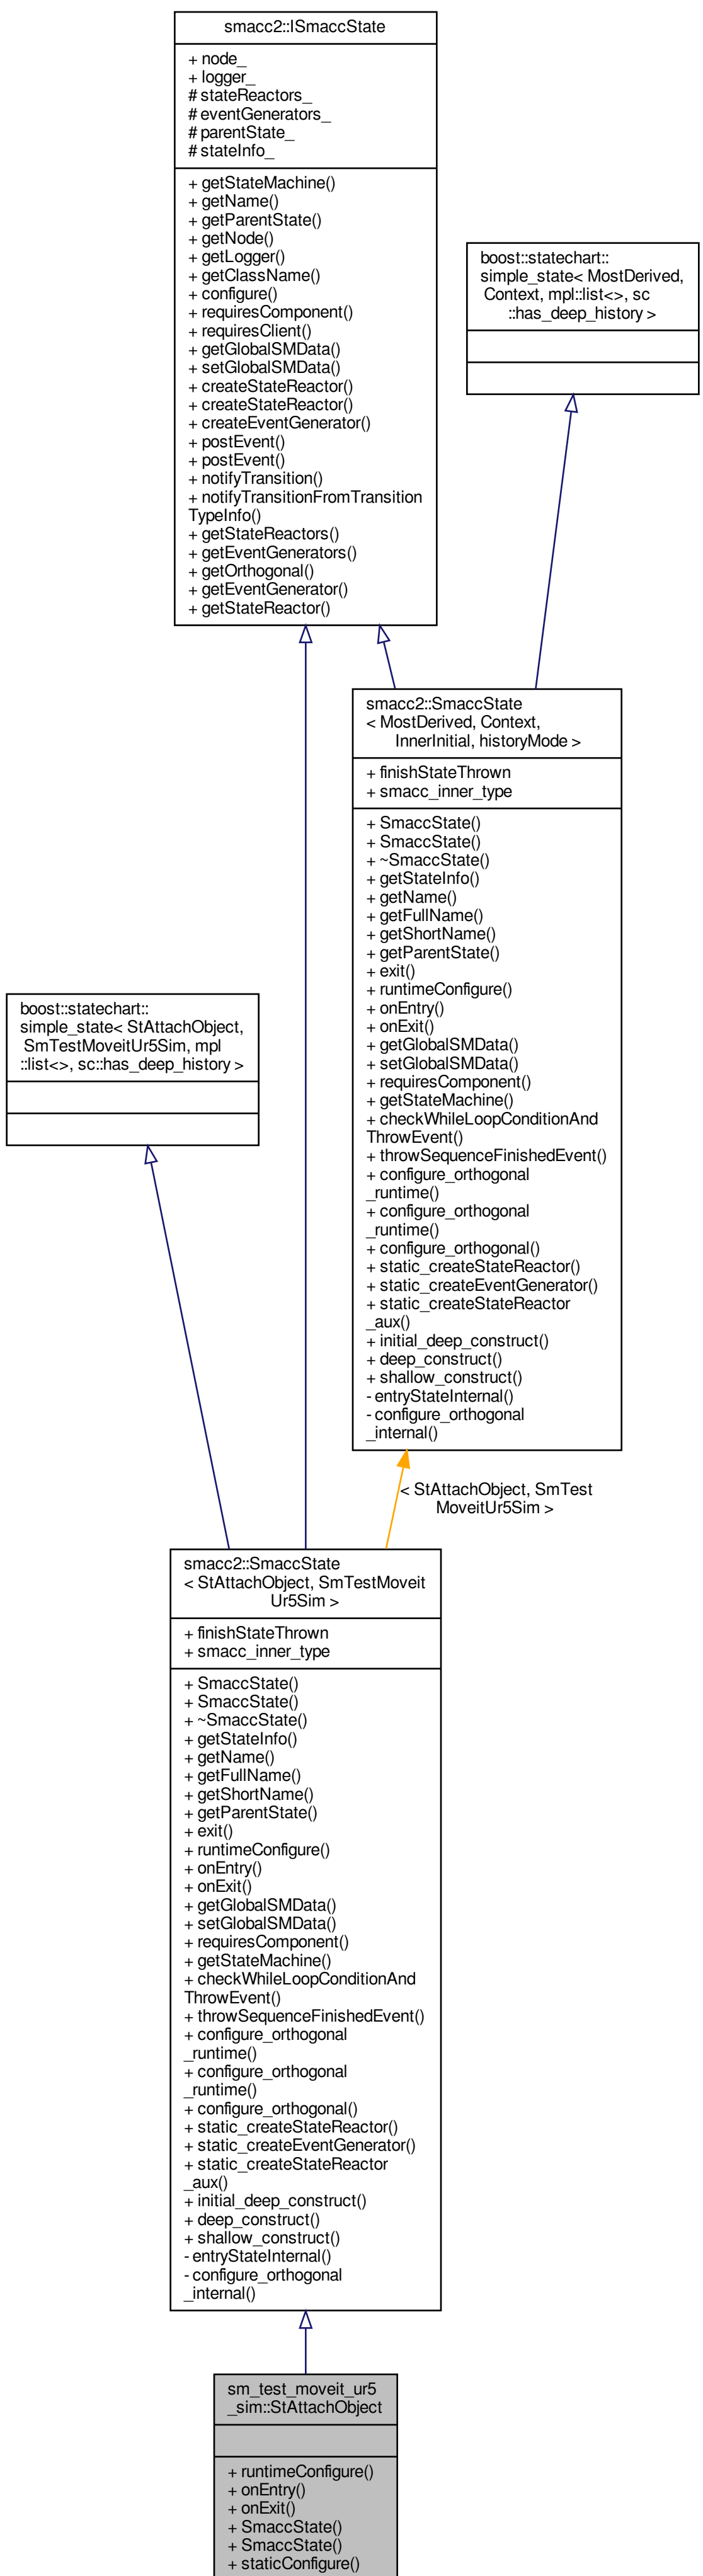 smacc2::ISmaccState
+ node_
+ logger_
# stateReactors_
# eventGenerators_
# parentState_
# stateInfo_
+ getStateMachine()
+ getName()
+ getParentState()
+ getNode()
+ getLogger()
+ getClassName()
+ configure()
+ requiresComponent()
+ requiresClient()
+ getGlobalSMData()
+ setGlobalSMData()
+ createStateReactor()
+ createStateReactor()
+ createEventGenerator()
+ postEvent()
+ postEvent()
+ notifyTransition()
+ notifyTransitionFromTransition
TypeInfo()
+ getStateReactors()
+ getEventGenerators()
+ getOrthogonal()
+ getEventGenerator()
+ getStateReactor()
boost::statechart::
simple_state< MostDerived,
Context, mpl::list<>, sc
::has_deep_history >
smacc2::SmaccState
< MostDerived, Context,
InnerInitial, historyMode >
+ finishStateThrown
+ smacc_inner_type
+ SmaccState()
+ SmaccState()
+ ~SmaccState()
+ getStateInfo()
+ getName()
+ getFullName()
+ getShortName()
+ getParentState()
+ exit()
+ runtimeConfigure()
+ onEntry()
+ onExit()
+ getGlobalSMData()
+ setGlobalSMData()
+ requiresComponent()
+ getStateMachine()
+ checkWhileLoopConditionAnd
ThrowEvent()
+ throwSequenceFinishedEvent()
+ configure_orthogonal
_runtime()
+ configure_orthogonal
_runtime()
+ configure_orthogonal()
+ static_createStateReactor()
+ static_createEventGenerator()
+ static_createStateReactor
_aux()
+ initial_deep_construct()
+ deep_construct()
+ shallow_construct()
- entryStateInternal()
- configure_orthogonal
_internal()
boost::statechart::
simple_state< StAttachObject,
SmTestMoveitUr5Sim, mpl
::list<>, sc::has_deep_history >
< StAttachObject, SmTest
MoveitUr5Sim >
smacc2::SmaccState
< StAttachObject, SmTestMoveit
Ur5Sim >
+ finishStateThrown
+ smacc_inner_type
+ SmaccState()
+ SmaccState()
+ ~SmaccState()
+ getStateInfo()
+ getName()
+ getFullName()
+ getShortName()
+ getParentState()
+ exit()
+ runtimeConfigure()
+ onEntry()
+ onExit()
+ getGlobalSMData()
+ setGlobalSMData()
+ requiresComponent()
+ getStateMachine()
+ checkWhileLoopConditionAnd
ThrowEvent()
+ throwSequenceFinishedEvent()
+ configure_orthogonal
_runtime()
+ configure_orthogonal
_runtime()
+ configure_orthogonal()
+ static_createStateReactor()
+ static_createEventGenerator()
+ static_createStateReactor
_aux()
+ initial_deep_construct()
+ deep_construct()
+ shallow_construct()
- entryStateInternal()
- configure_orthogonal
_internal()
sm_test_moveit_ur5
_sim::StAttachObject
+ runtimeConfigure()
+ onEntry()
+ onExit()
+ SmaccState()
+ SmaccState()
+ staticConfigure()